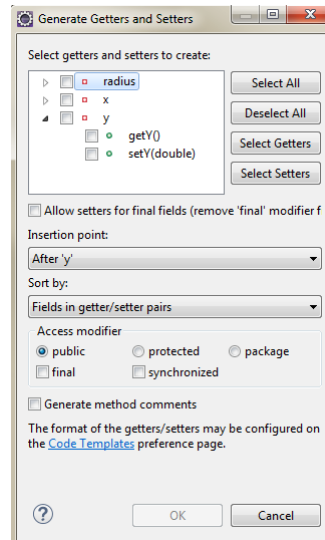 Generate Getters and Setters
Select getters and setters to create:
radius
x
y
getY()
setY(double)
Select All
Deselect All
Select Getters
Select Setters
Allow setters for final fields (remove 'final' modifier f
Insertion point:
After 'y'
Sort by:
Fields in getter/setter pairs
Access modifier
public protected package
final synchronized
Generate method comments
The format of the getters/setters may be configured on
the Code Templates preference page.
?
OK Cancel